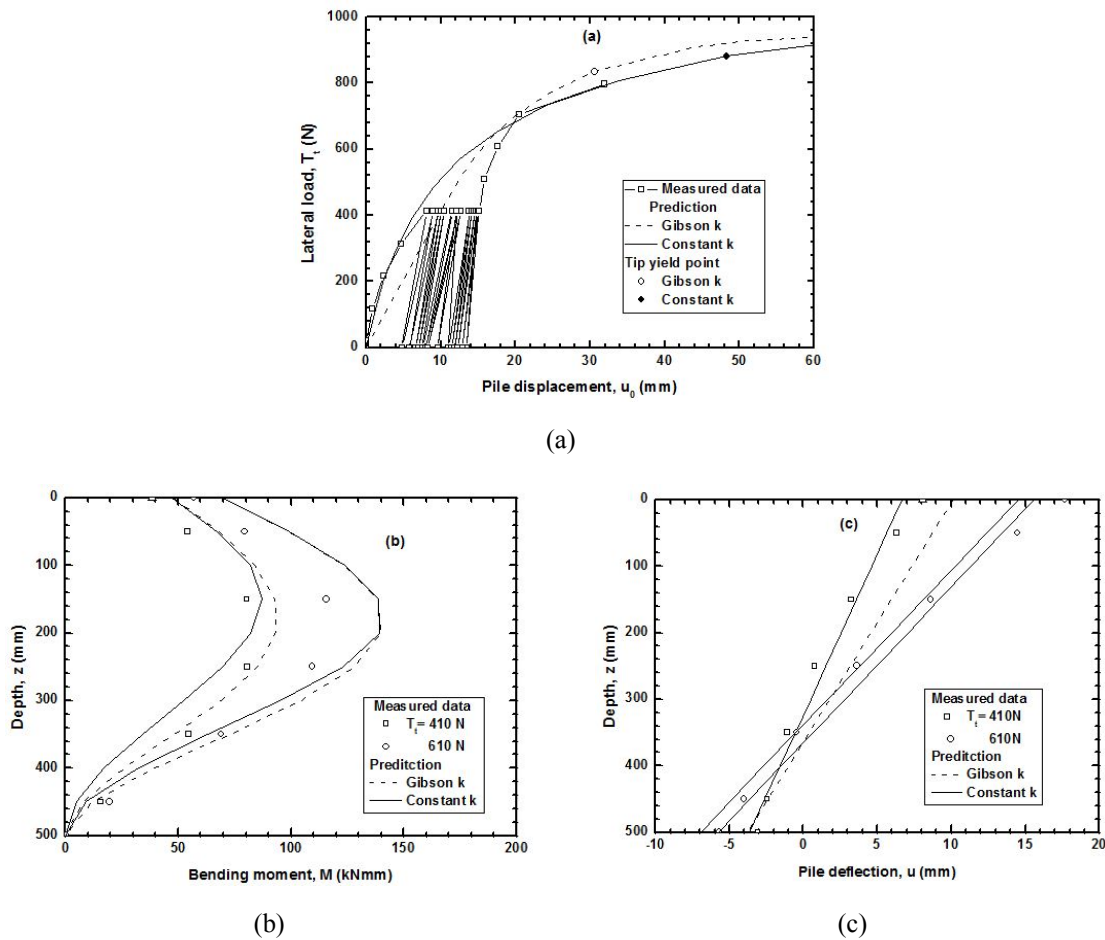 1000
800
600
400
200
0
Lateral load, T_t (N)
(a)
Measured data
Prediction
Gibson k
Constant k
Tip yield point
Gibson k
Constant k
0 10 20 30 40 50 60
Pile displacement, u_0 (mm)
(a)
0
100
200
300
400
500
Depth, z (mm)
(b)
Measured data
T_t= 410 N
610 N
Preditction
Gibson k
Constant k
0 50 100 150 200
Bending moment, M (kNmm)
(b)
0
100
200
300
400
500
Depth, z (mm)
(c)
Measured data
T_t= 410N
610N
Preditction
Gibson k
Constant k
-10 -5 0 5 10 15 20
Pile deflection, u (mm)
(c)